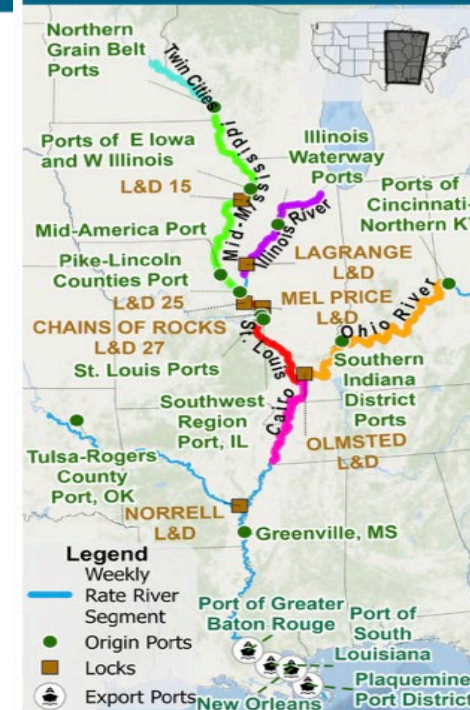 Northern
Grain Belt
Ports
Twin Cities
Ports of E Iowa
and W Illinois
L&D 15
Mid-Mississippi
Illinois
Waterway
Ports
Ports of
Cincinnati-
Northern K
Mid-America Port
Illinois River
Pike-Lincoln
Counties Port
LAGRANGE
L&D
L&D 25
MEL PRICE
L&D
CHAINS OF ROCKS
L&D 27
St. Louis
Ohio River
St. Louis Ports
Southwest
Region
Port, IL
Cairo
Southern
Indiana
District
Ports
OLMSTED
L&D
Tulsa-Rogers
County
Port, OK
NORRELL
L&D
Greenville, MS
Legend
Weekly
Rate River
Segment
Origin Ports
Locks
Export Ports
Port of Greater
Baton Rouge
Port of
South
Louisiana
New Orleans
Plaquemine
Port District